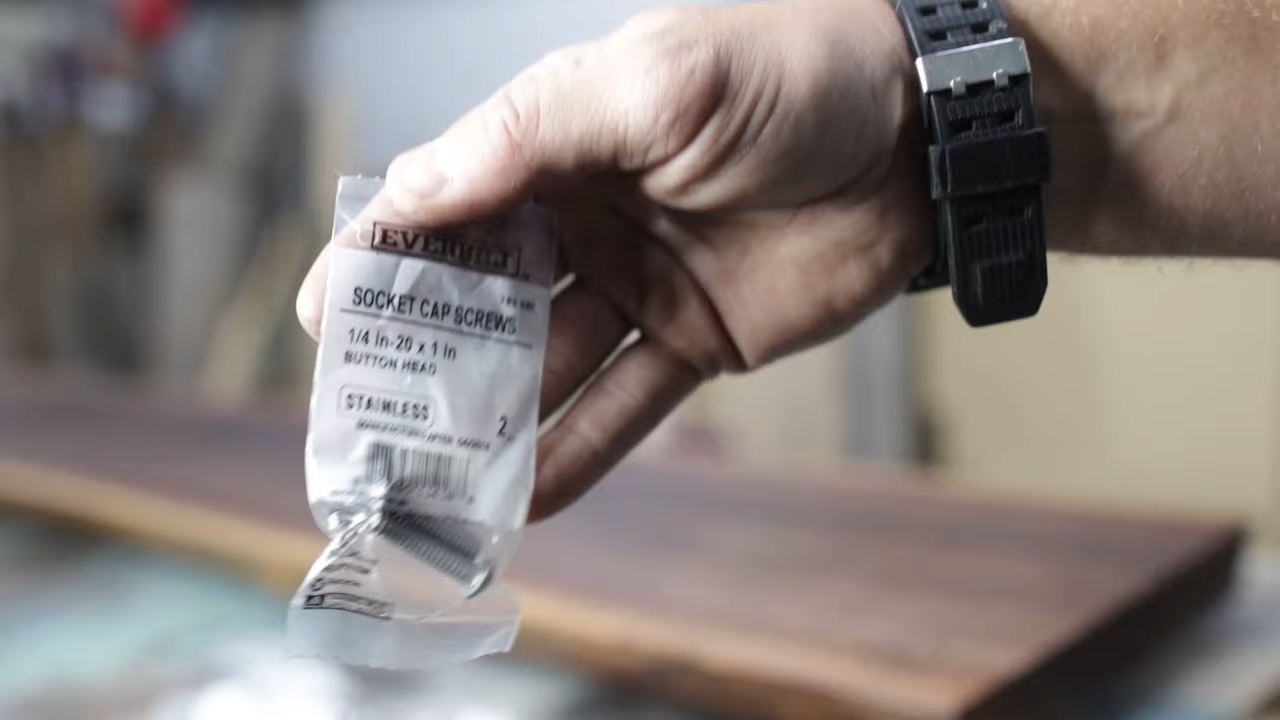 EVERBILT
SOCKET CAP SCREWS
1/4 in-20 x 1 in
BUTTON HEAD
STAINLESS
2